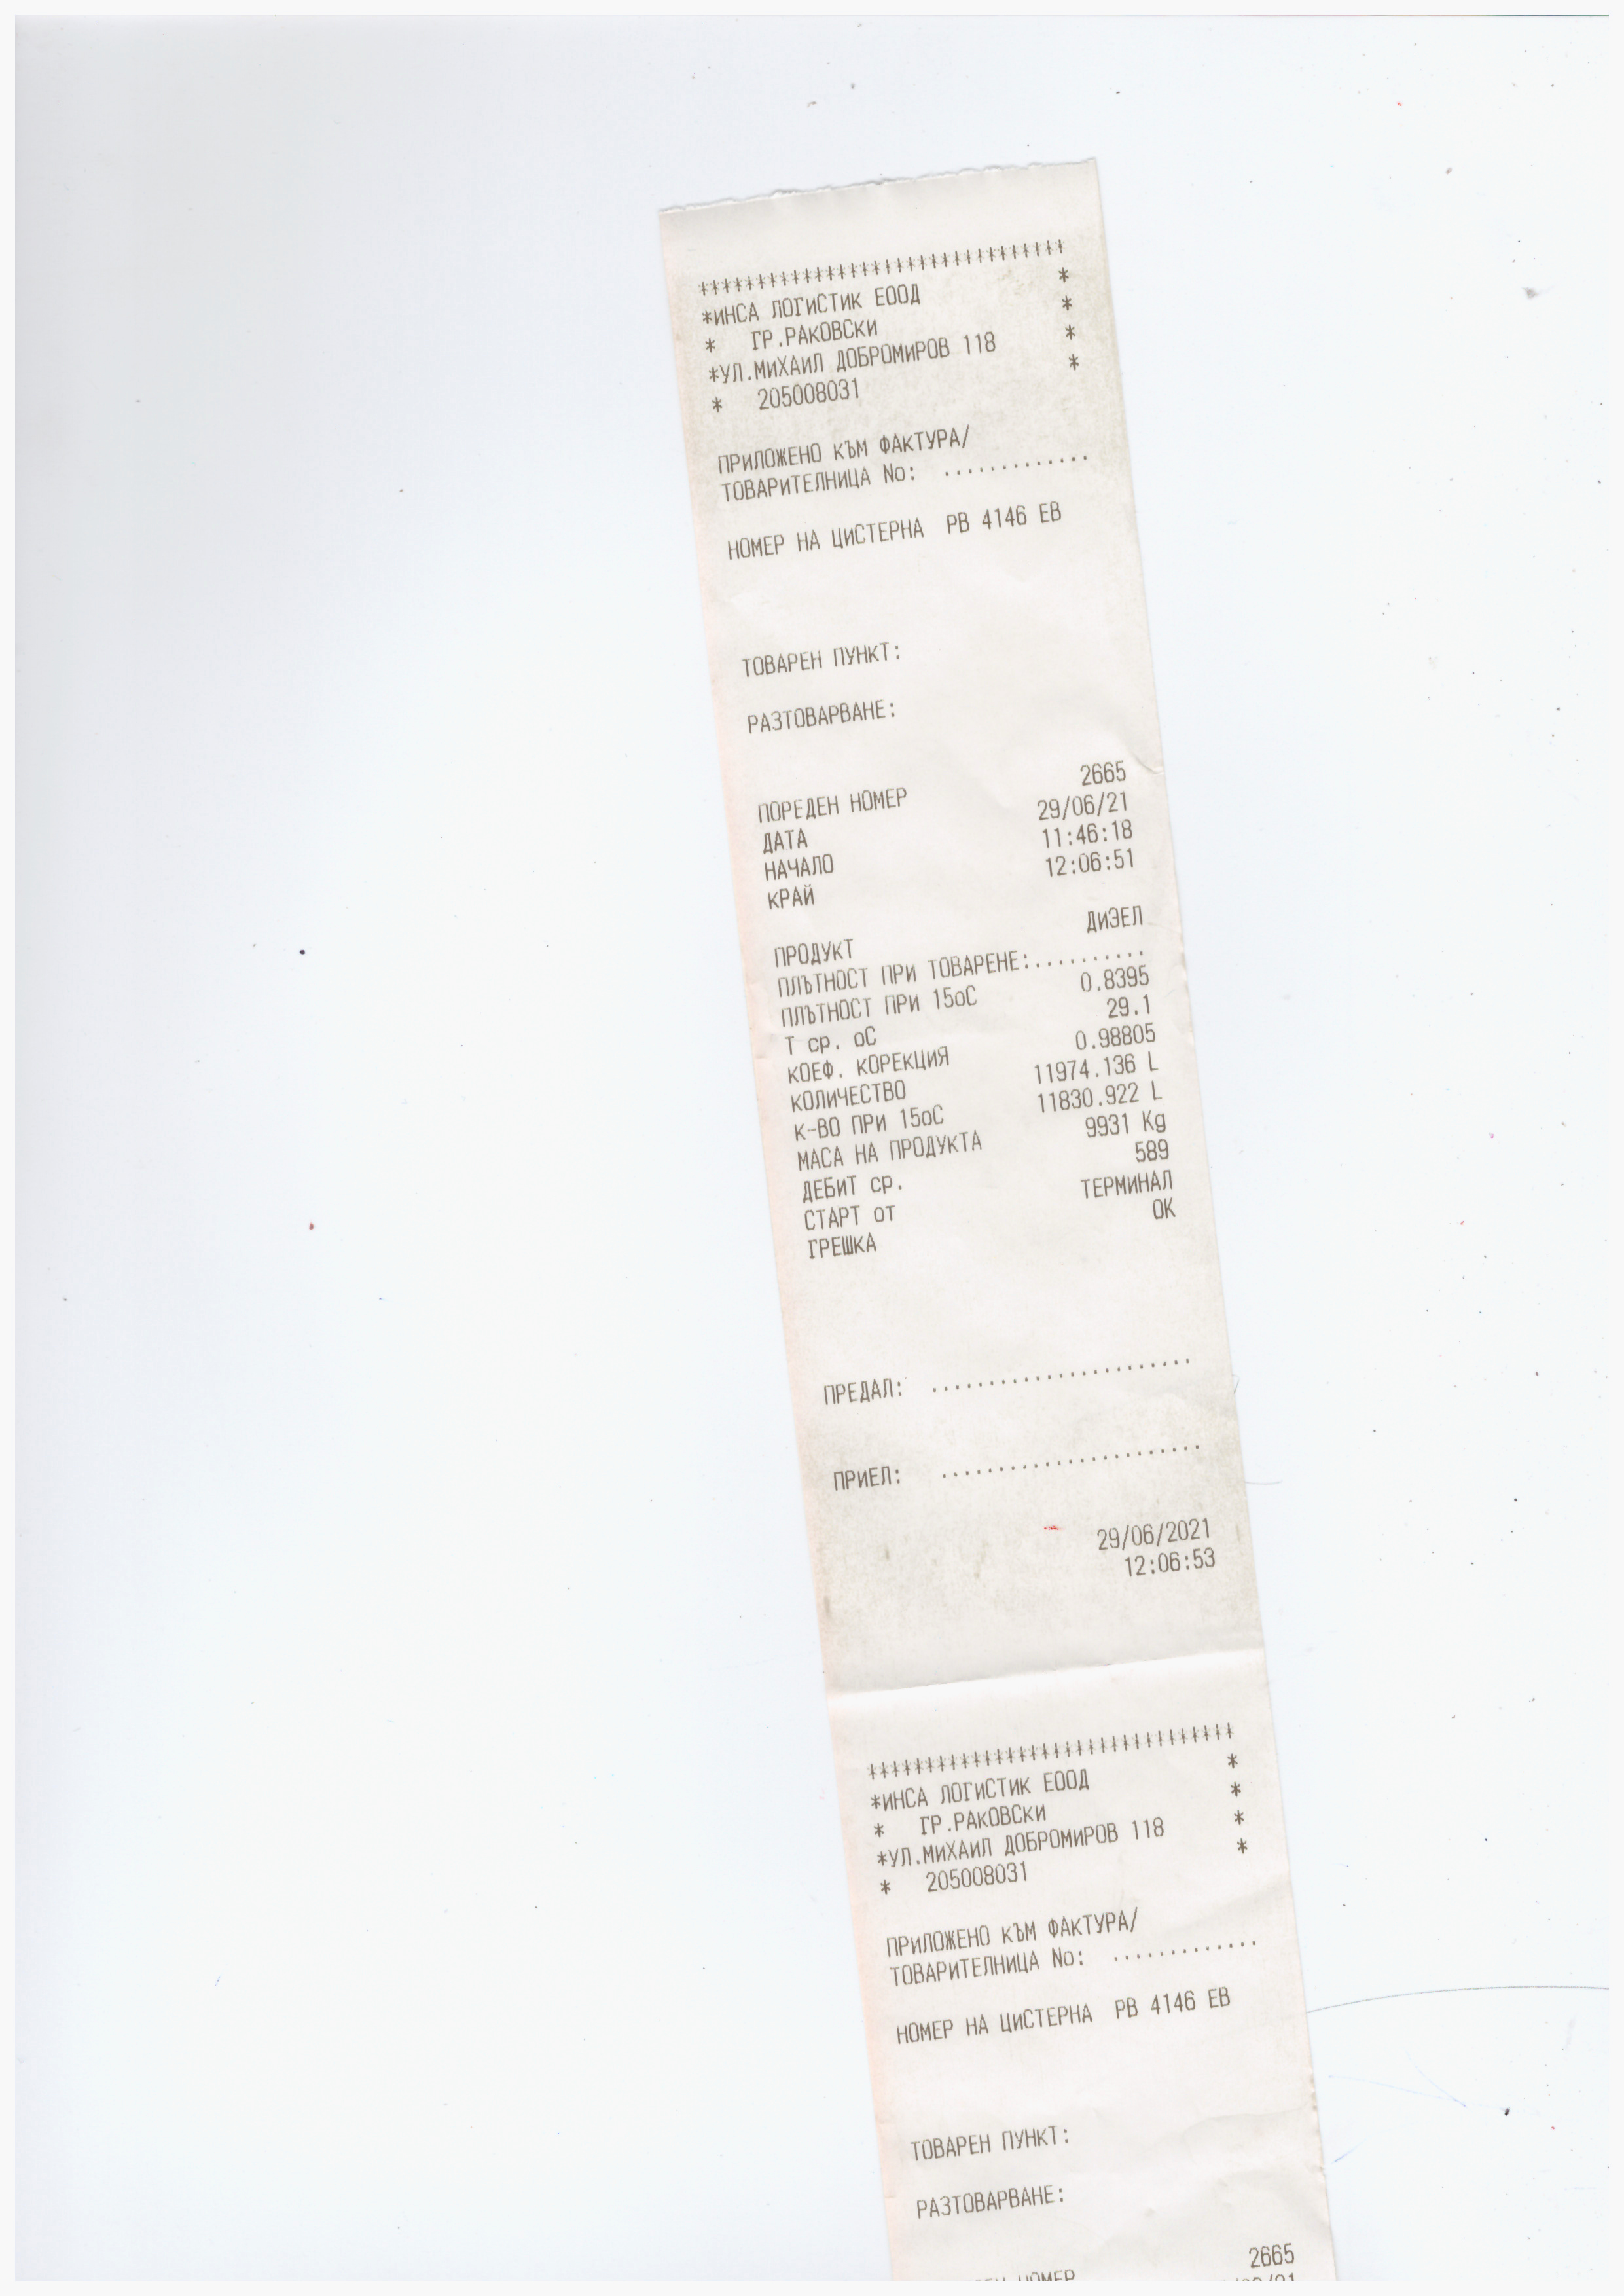 *******************************
*ИНСА ЛОГИСТИК ЕООД *
* ГР.РАКОВСКИ *
*УЛ.МИХАИЛ ДОБРОМИРОВ 118 *
* 205008031 *
ПРИЛОЖЕНО КЪМ ФАКТУРА/
ТОВАРИТЕЛНИЦА No: .............
НОМЕР НА ЦИСТЕРНА РВ 4146 ЕВ
ТОВАРЕН ПУНКТ:
РАЗТОВАРВАНЕ:
ПОРЕДЕН НОМЕР 2665
ДАТА 29/06/21
НАЧАЛО 11:46:18
КРАЙ 12:06:51
ПРОДУКТ ДИЗЕЛ
ПЛЪТНОСТ ПРИ ТОВАРЕНЕ:..........
ПЛЪТНОСТ ПРИ 15oC 0.8395
Т ср. oC 29.1
КОЕФ. КОРЕКЦИЯ 0.98805
КОЛИЧЕСТВО 11974.136 L
К-ВО ПРИ 15oC 11830.922 L
МАСА НА ПРОДУКТА 9931 Kg
ДЕБИТ ср. 589
СТАРТ от ТЕРМИНАЛ
ГРЕШКА ОК
ПРЕДАЛ: .......................
ПРИЕЛ: .......................
29/06/2021
12:06:53
*******************************
*ИНСА ЛОГИСТИК ЕООД *
* ГР.РАКОВСКИ *
*УЛ.МИХАИЛ ДОБРОМИРОВ 118 *
* 205008031 *
ПРИЛОЖЕНО КЪМ ФАКТУРА/
ТОВАРИТЕЛНИЦА No: .............
НОМЕР НА ЦИСТЕРНА РВ 4146 ЕВ
ТОВАРЕН ПУНКТ:
РАЗТОВАРВАНЕ:
НОМЕР 2665